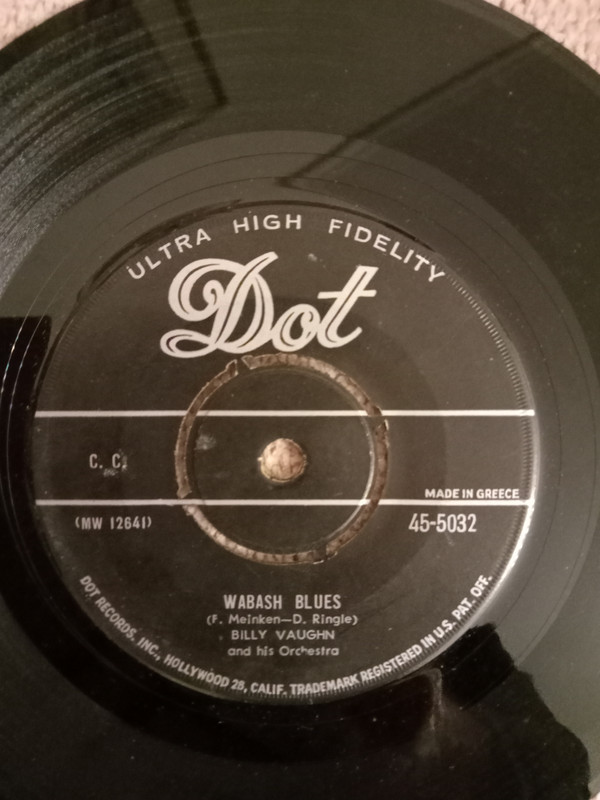 ULTRA HIGH FIDELITY
Dot
C. C.
MADE IN GREECE
(MW 12641)
45-5032
WABASH BLUES
(F. Meinken—D. Ringle)
BILLY VAUGHN
and his Orchestra
DOT RECORDS, INC., HOLLYWOOD 28, CALIF. TRADEMARK REGISTERED IN U.S. PAT. OFF.